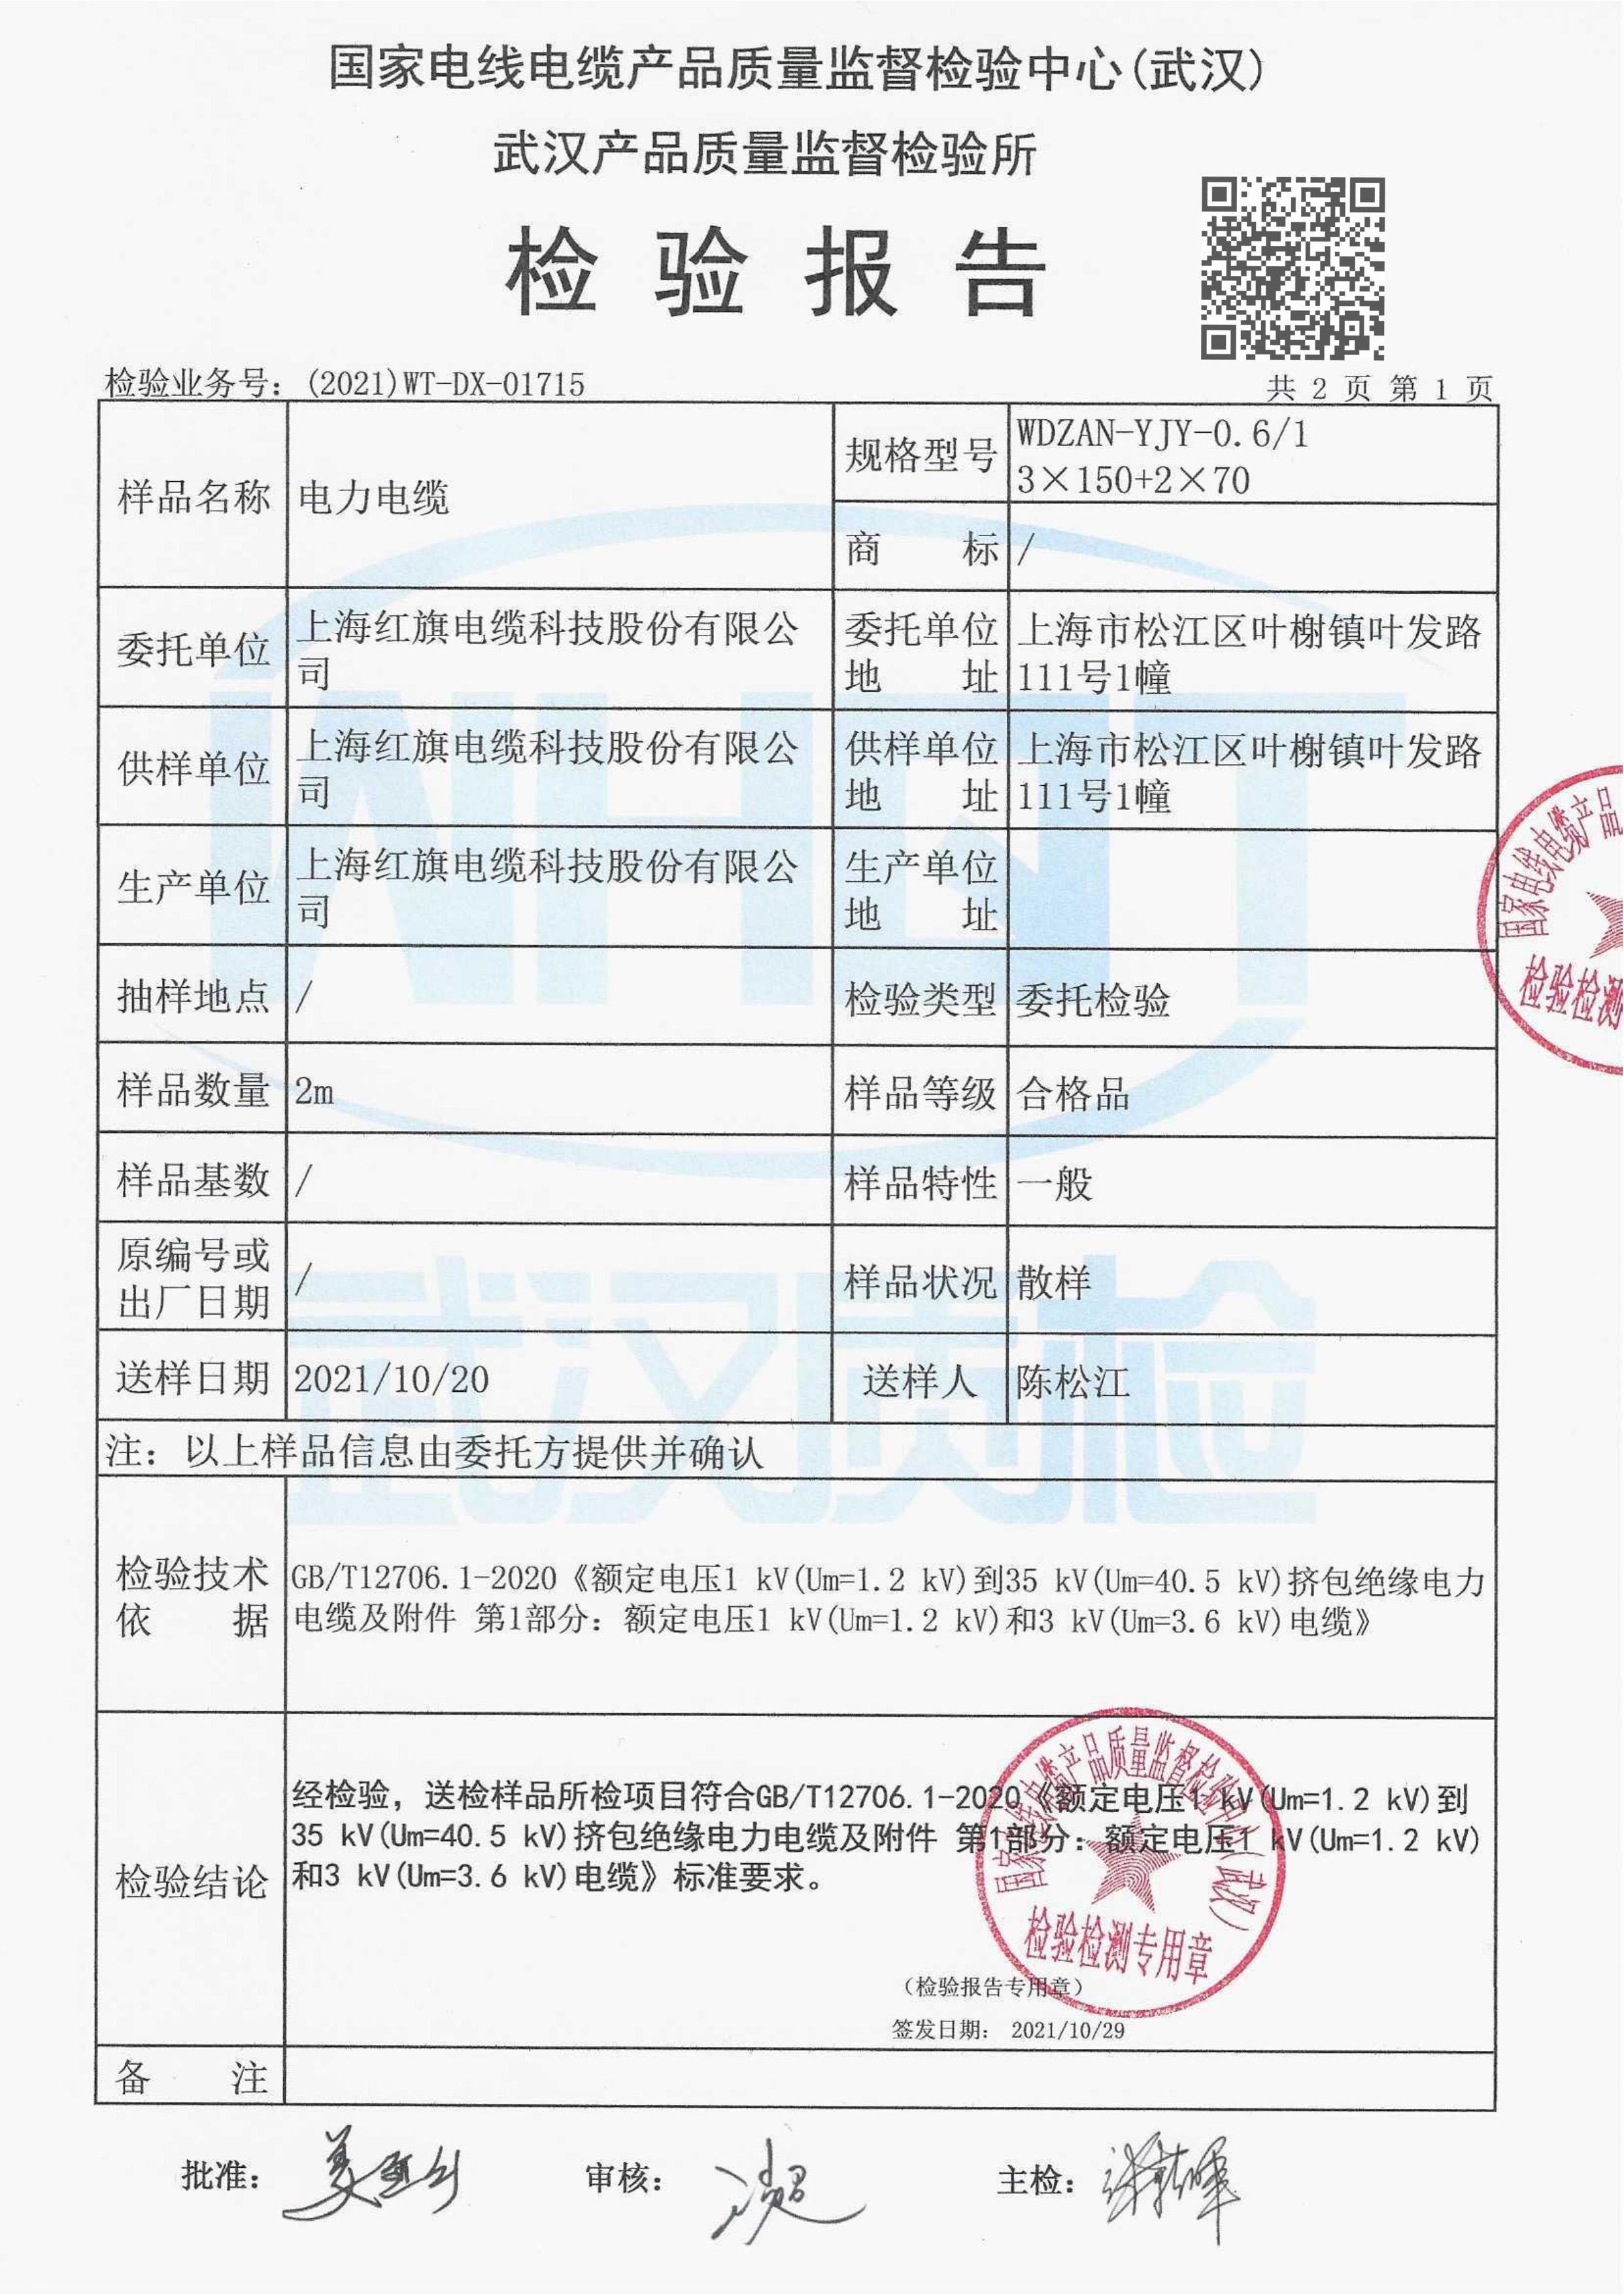 国家电线电缆产品质量监督检验中心(武汉)
武汉产品质量监督检验所
检 验 报 告
检验业务号：(2021)WT-DX-01715
共 2 页 第 1 页
样品名称
电力电缆
规格型号
WDZAN-YJY-0.6/1
3×150+2×70
商 标
/
委托单位
上海红旗电缆科技股份有限公
司
委托单位
地 址
上海市松江区叶榭镇叶发路
111号1幢
供样单位
上海红旗电缆科技股份有限公
司
供样单位
地 址
上海市松江区叶榭镇叶发路
111号1幢
生产单位
上海红旗电缆科技股份有限公
司
生产单位
地 址
抽样地点
/
检验类型
委托检验
样品数量
2m
样品等级
合格品
样品基数
/
样品特性
一般
原编号或
出厂日期
/
样品状况
散样
送样日期
2021/10/20
送样人
陈松江
注：以上样品信息由委托方提供并确认
检验技术
依 据
GB/T12706.1-2020《额定电压1 kV(Um=1.2 kV)到35 kV(Um=40.5 kV)挤包绝缘电力
电缆及附件 第1部分：额定电压1 kV(Um=1.2 kV)和3 kV(Um=3.6 kV)电缆》
检验结论
经检验，送检样品所检项目符合GB/T12706.1-2020《额定电压1 kV(Um=1.2 kV)到
35 kV(Um=40.5 kV)挤包绝缘电力电缆及附件 第1部分：额定电压1 kV(Um=1.2 kV)
和3 kV(Um=3.6 kV)电缆》标准要求。
国家电线电缆产品质量监督检验中心(武汉)
检验检测专用章
（检验报告专用章）
签发日期： 2021/10/29
备 注
批准：
审核：
主检：
国家电线电缆产品
检验检测
武汉质检